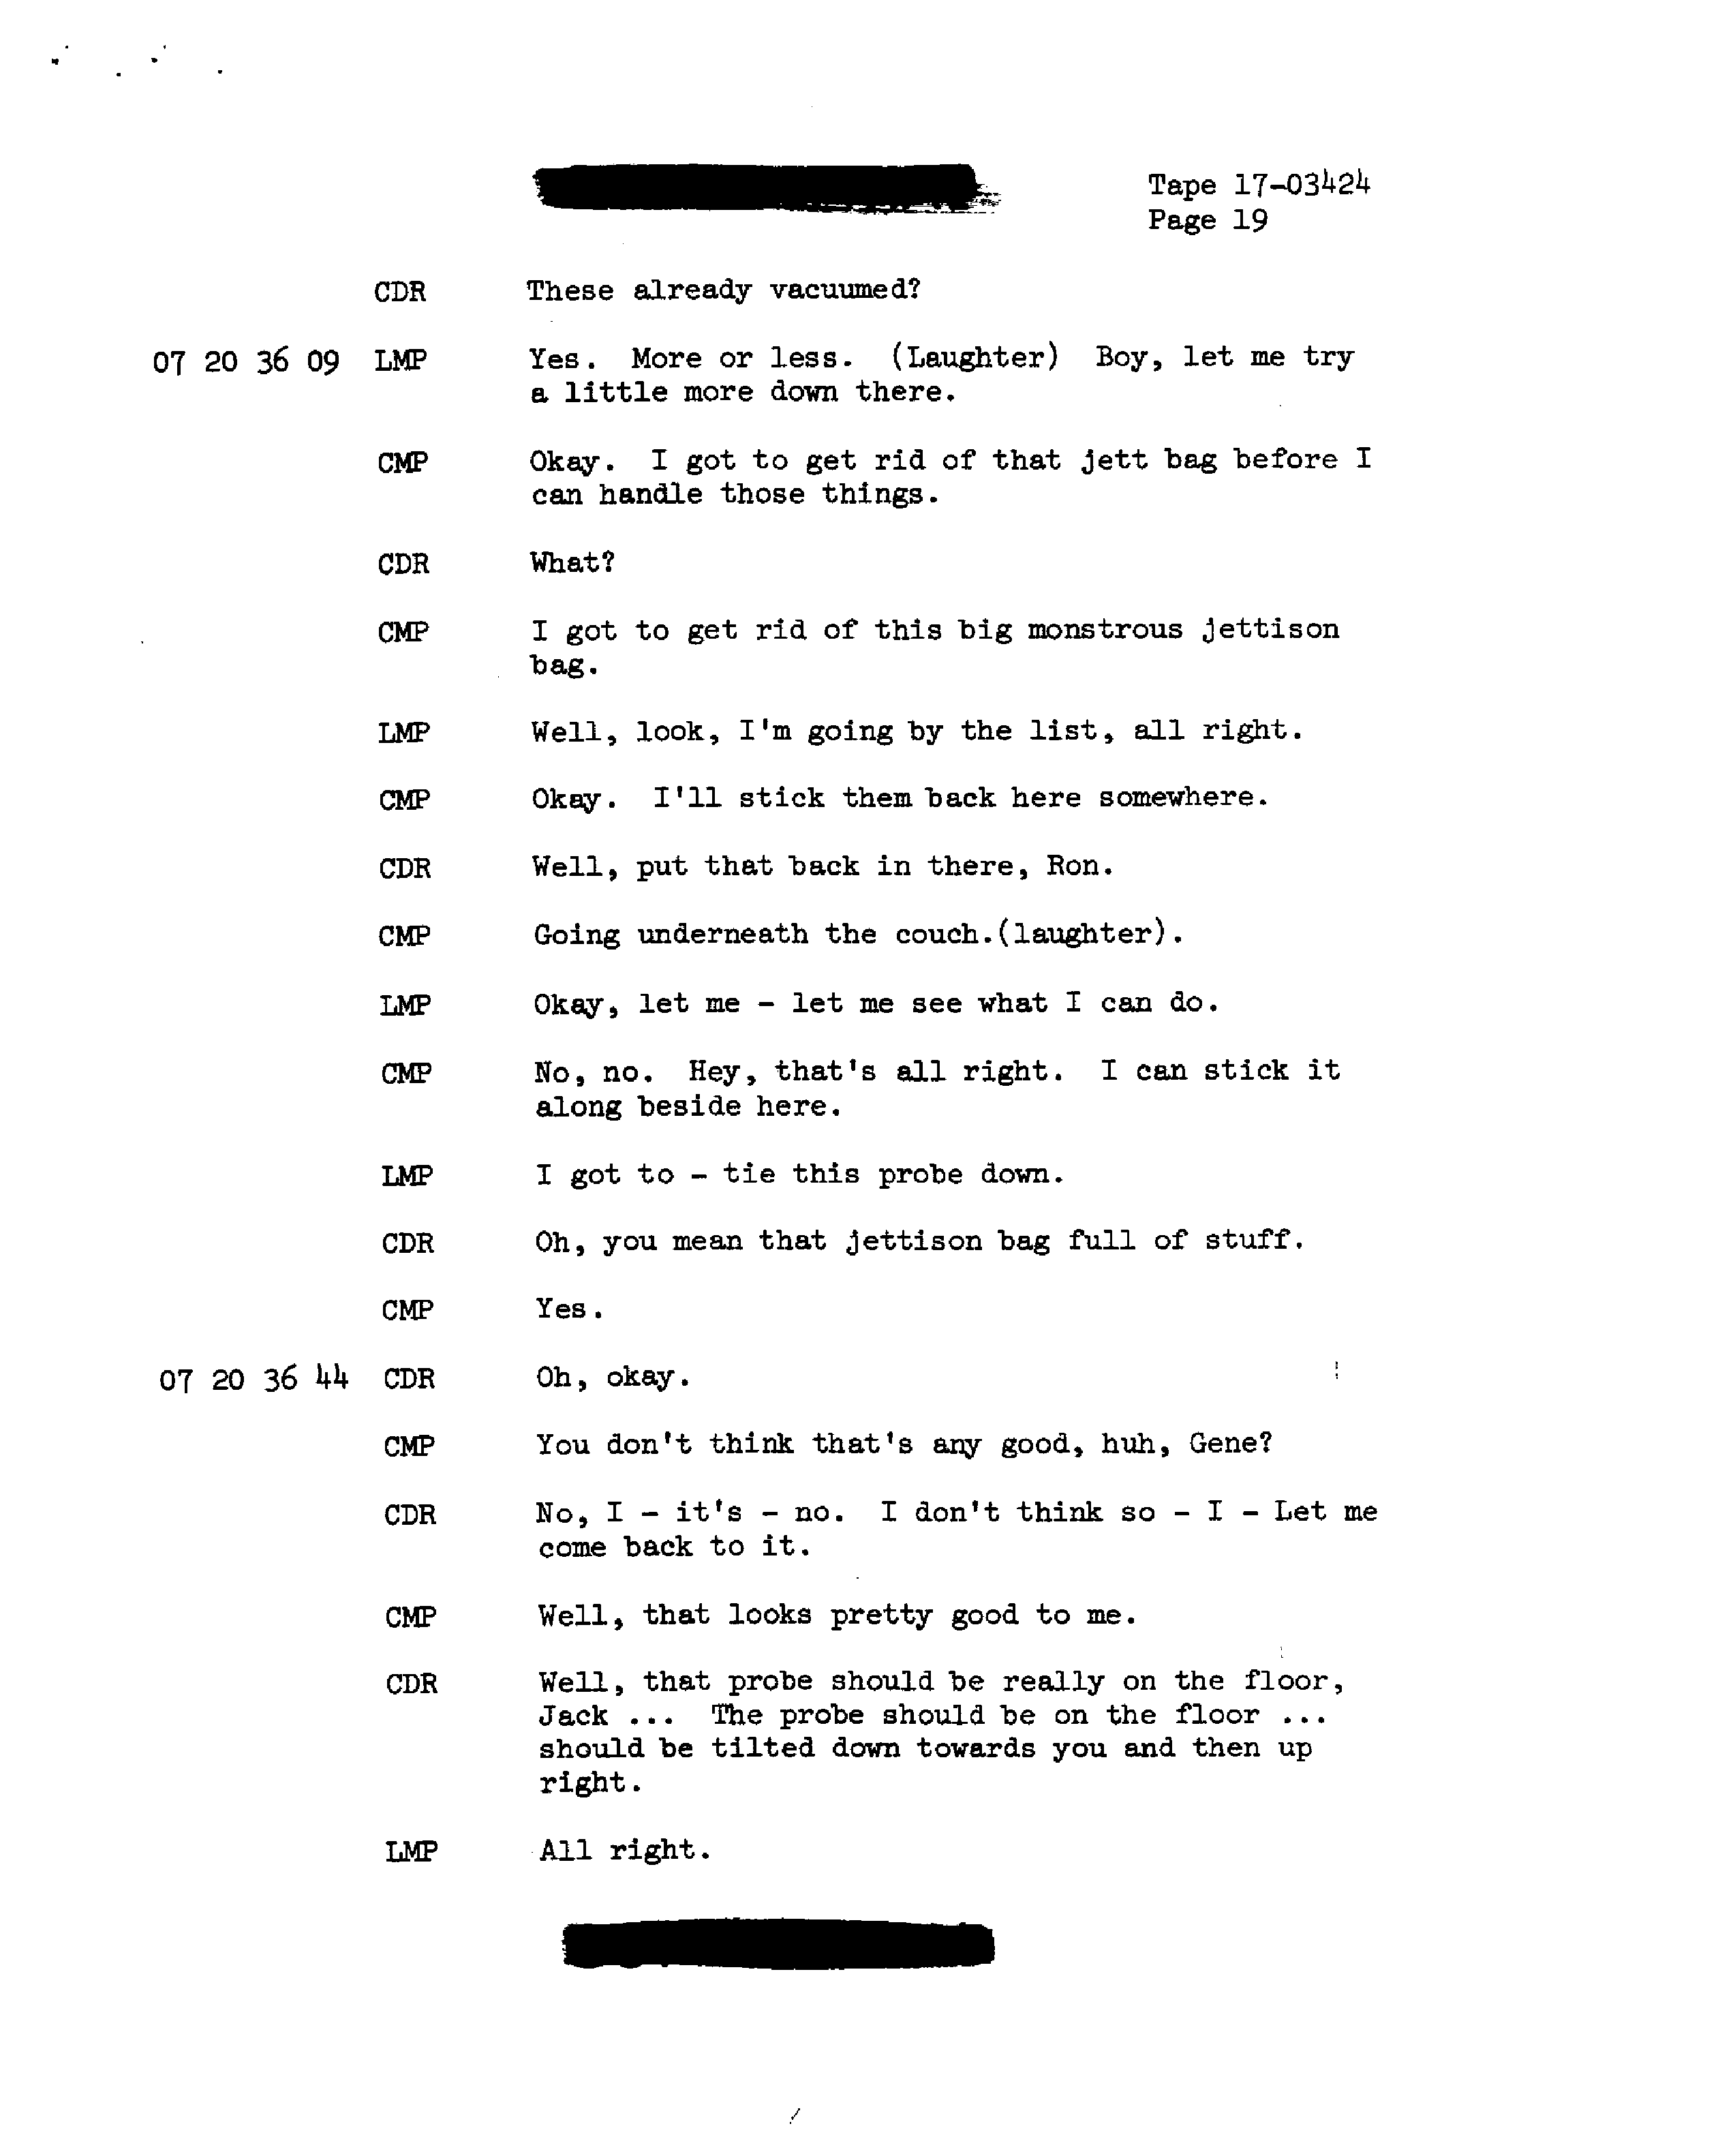 Tape 17-03424
Page 19
CDR These already vacuumed?
07 20 36 09 LMP Yes. More or less. (Laughter) Boy, let me try
a little more down there.
CMP Okay. I got to get rid of that jett bag before I
can handle those things.
CDR What?
CMP I got to get rid of this big monstrous jettison
bag.
LMP Well, look, I'm going by the list, all right.
CMP Okay. I'll stick them back here somewhere.
CDR Well, put that back in there, Ron.
CMP Going underneath the couch.(laughter).
LMP Okay, let me - let me see what I can do.
CMP No, no. Hey, that's all right. I can stick it
along beside here.
LMP I got to - tie this probe down.
CDR Oh, you mean that jettison bag full of stuff.
CMP Yes.
07 20 36 44 CDR Oh, okay.
CMP You don't think that's any good, huh, Gene?
CDR No, I - it's - no. I don't think so - I - Let me
come back to it.
CMP Well, that looks pretty good to me.
CDR Well, that probe should be really on the floor,
Jack ... The probe should be on the floor ...
should be tilted down towards you and then up
right.
LMP All right.